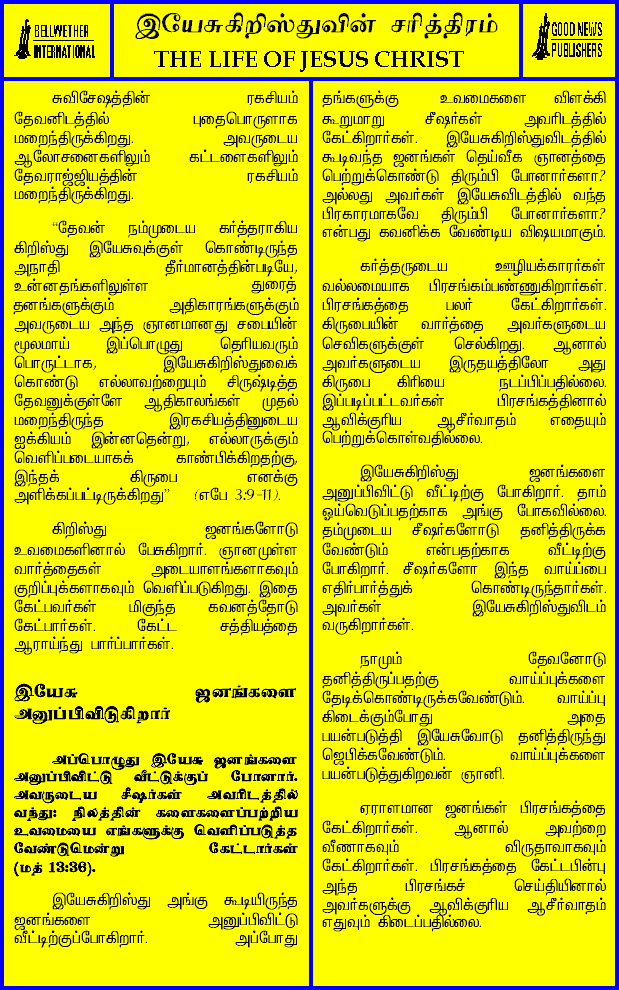 BELLWETHER
INTERNATIONAL
இயேசுகிறிஸ்துவின் சரித்திரம்
THE LIFE OF JESUS CHRIST
GOOD NEWS
PUBLISHERS
சுவிசேஷத்தின் ரகசியம்
தேவனிடத்தில் புதைபொருளாக
மறைந்திருக்கிறது. அவருடைய
ஆலோசனைகளிலும் கட்டளைகளிலும்
தேவராஜ்ஜியத்தின் ரகசியம்
மறைந்திருக்கிறது.
“தேவன் நம்முடைய கர்த்தராகிய
கிறிஸ்து இயேசுவுக்குள் கொண்டிருந்த
அநாதி தீர்மானத்தின்படியே,
உன்னதங்களிலுள்ள துரைத்
தனங்களுக்கும் அதிகாரங்களுக்கும்
அவருடைய அந்த ஞானமானது சபையின்
மூலமாய் இப்பொழுது தெரியவரும்
பொருட்டாக, இயேசுகிறிஸ்துவைக்
கொண்டு எல்லாவற்றையும் சிருஷ்டித்த
தேவனுக்குள்ளே ஆதிகாலங்கள் முதல்
மறைந்திருந்த இரகசியத்தினுடைய
ஐக்கியம் இன்னதென்று, எல்லாருக்கும்
வெளிப்படையாகக் காண்பிக்கிறதற்கு,
இந்தக் கிருபை எனக்கு
அளிக்கப்பட்டிருக்கிறது” (எபே 3:9-11).
கிறிஸ்து ஜனங்களோடு
உவமைகளினால் பேசுகிறார். ஞானமுள்ள
வார்த்தைகள் அடையாளங்களாகவும்
குறிப்புக்களாகவும் வெளிப்படுகிறது. இதை
கேட்பவர்கள் மிகுந்த கவனத்தோடு
கேட்பார்கள். கேட்ட சத்தியத்தை
ஆராய்ந்து பார்ப்பார்கள்.
இயேசு ஜனங்களை
அனுப்பிவிடுகிறார்
அப்பொழுது இயேசு ஜனங்களை
அனுப்பிவிட்டு வீட்டுக்குப் போனார்.
அவருடைய சீஷர்கள் அவரிடத்தில்
வந்து: நிலத்தின் களைகளைப்பற்றிய
உவமையை எங்களுக்கு வெளிப்படுத்த
வேண்டுமென்று கேட்டார்கள்
(மத் 13:36).
இயேசுகிறிஸ்து அங்கு கூடியிருந்த
ஜனங்களை அனுப்பிவிட்டு
வீட்டிற்குப்போகிறார். அப்போது
தங்களுக்கு உவமைகளை விளக்கி
கூறுமாறு சீஷர்கள் அவரிடத்தில்
கேட்கிறார்கள். இயேசுகிறிஸ்துவிடத்தில்
கூடிவந்த ஜனங்கள் தெய்வீக ஞானத்தை
பெற்றுக்கொண்டு திரும்பி போனார்களா?
அல்லது அவர்கள் இயேசுவிடத்தில் வந்த
பிரகாரமாகவே திரும்பி போனார்களா?
என்பது கவனிக்க வேண்டிய விஷயமாகும்.
கர்த்தருடைய ஊழியக்காரர்கள்
வல்லமையாக பிரசங்கம்பண்ணுகிறார்கள்.
பிரசங்கத்தை பலர் கேட்கிறார்கள்.
கிருபையின் வார்த்தை அவர்களுடைய
செவிகளுக்குள் செல்கிறது. ஆனால்
அவர்களுடைய இருதயத்திலோ அது
கிருபை கிரியை நடப்பிப்பதில்லை.
இப்படிப்பட்டவர்கள் பிரசங்கத்தினால்
ஆவிக்குரிய ஆசீர்வாதம் எதையும்
பெற்றுக்கொள்வதில்லை.
இயேசுகிறிஸ்து ஜனங்களை
அனுப்பிவிட்டு வீட்டிற்கு போகிறார். தாம்
ஓய்வெடுப்பதற்காக அங்கு போகவில்லை.
தம்முடைய சீஷர்களோடு தனித்திருக்க
வேண்டும் என்பதற்காக வீட்டிற்கு
போகிறார். சீஷர்களோ இந்த வாய்ப்பை
எதிர்பார்த்துக் கொண்டிருந்தார்கள்.
அவர்கள் இயேசுகிறிஸ்துவிடம்
வருகிறார்கள்.
நாமும் தேவனோடு
தனித்திருப்பதற்கு வாய்ப்புக்களை
தேடிக்கொண்டிருக்கவேண்டும். வாய்ப்பு
கிடைக்கும்போது அதை
பயன்படுத்தி இயேசுவோடு தனித்திருந்து
ஜெபிக்கவேண்டும். வாய்ப்புக்களை
பயன்படுத்துகிறவன் ஞானி.
ஏராளமான ஜனங்கள் பிரசங்கத்தை
கேட்கிறார்கள். ஆனால் அவற்றை
வீணாகவும் விருதாவாகவும்
கேட்கிறார்கள். பிரசங்கத்தை கேட்டபின்பு
அந்த பிரசங்கச் செய்தியினால்
அவர்களுக்கு ஆவிக்குரிய ஆசீர்வாதம்
எதுவும் கிடைப்பதில்லை.